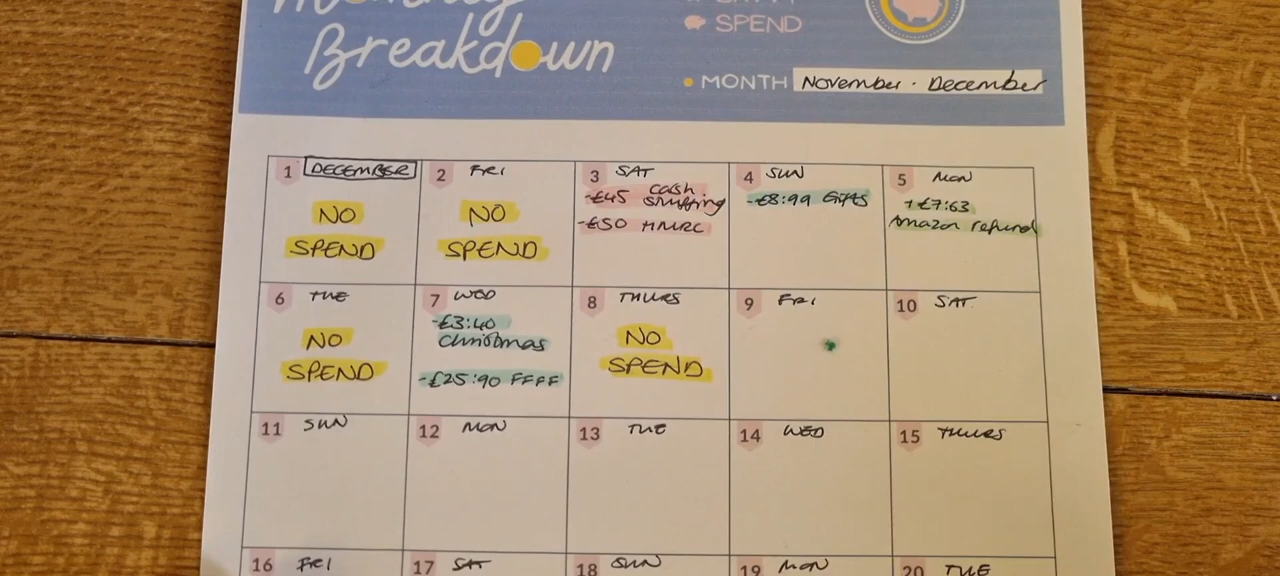 Monthly
Breakdown
SPEND
MONTH November · December
1 DECEMBER
NO
SPEND
2 FRI
NO
SPEND
3 SAT
-£45 cash
stuffing
-£50 HMRC
4 SUN
-£8:99 Gifts
5 MON
+£7:63
Amazon refund
6 TUE
NO
SPEND
7 WED
-£3:40
Christmas
-£25:90 FFFF
8 THURS
NO
SPEND
9 FRI
10 SAT
11 SUN
12 MON
13 TUE
14 WED
15 THURS
16 FRI
17 SAT
18 SUN
19 MON
20 TUE